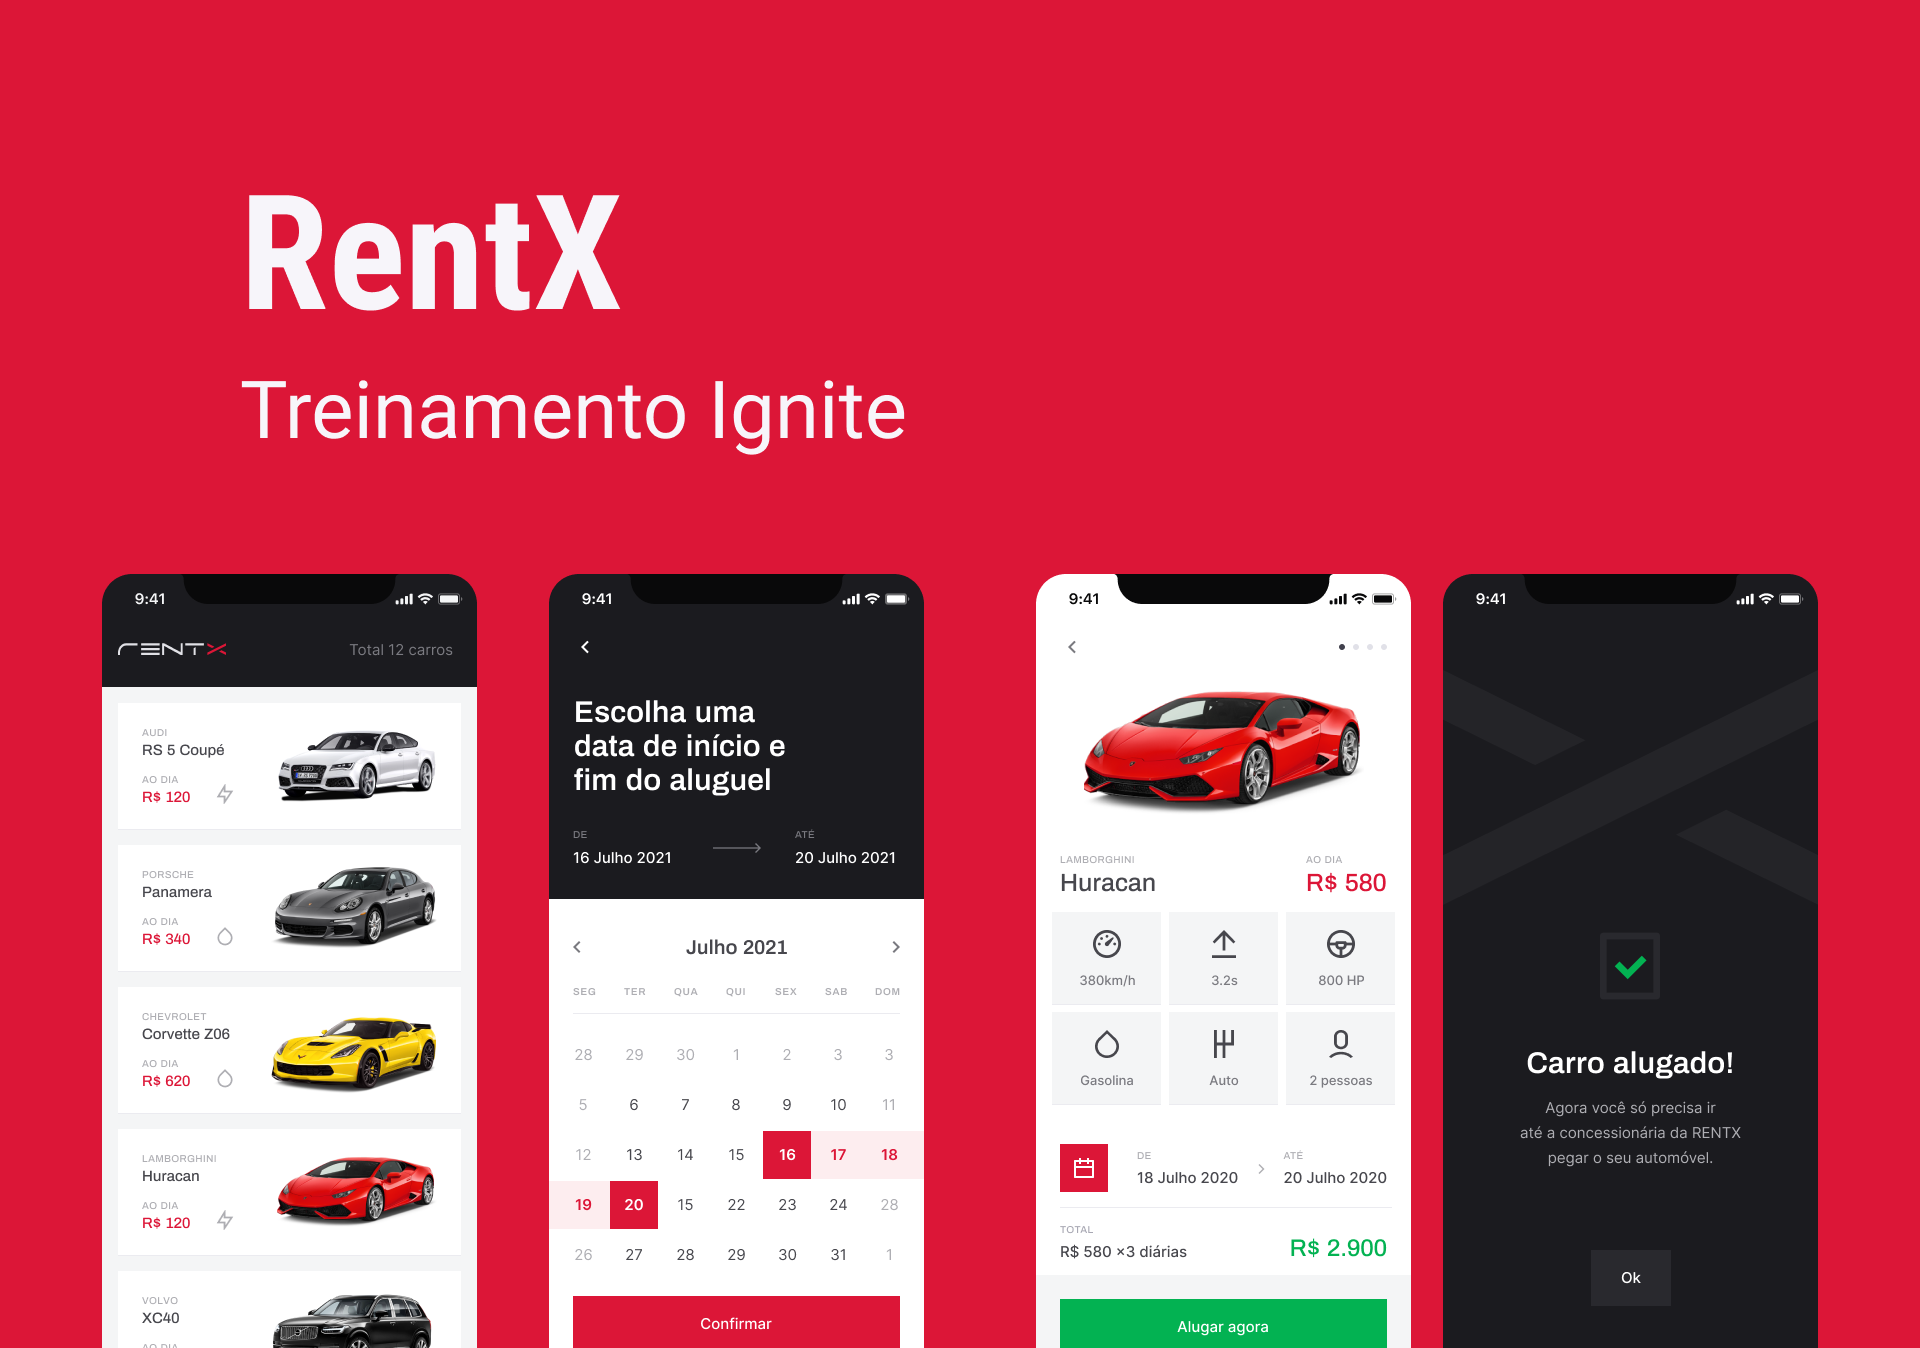 RentX
Treinamento Ignite
9:41
RENTX
Total 12 carros
AUDI
RS 5 Coupé
AO DIA
R$ 120
PORSCHE
Panamera
AO DIA
R$ 340
CHEVROLET
Corvette Z06
AO DIA
R$ 620
LAMBORGHINI
Huracan
AO DIA
R$ 120
VOLVO
XC40
AO DIA
9:41
Escolha uma
data de início e
fim do aluguel
DE
ATÉ
16 Julho 2021
20 Julho 2021
Julho 2021
SEG TER QUA QUI SEX SAB DOM
28 29 30 1 2 3 3
5 6 7 8 9 10 11
12 13 14 15 16 17 18
19 20 15 22 23 24 28
26 27 28 29 30 31 1
Confirmar
9:41
LAMBORGHINI
AO DIA
Huracan
R$ 580
380km/h
3.2s
800 HP
Gasolina
Auto
2 pessoas
DE
ATÉ
18 Julho 2020
20 Julho 2020
TOTAL
R$ 580 ×3 diárias
R$ 2.900
Alugar agora
9:41
Carro alugado!
Agora você só precisa ir
até a concessionária da RENTX
pegar o seu automóvel.
Ok